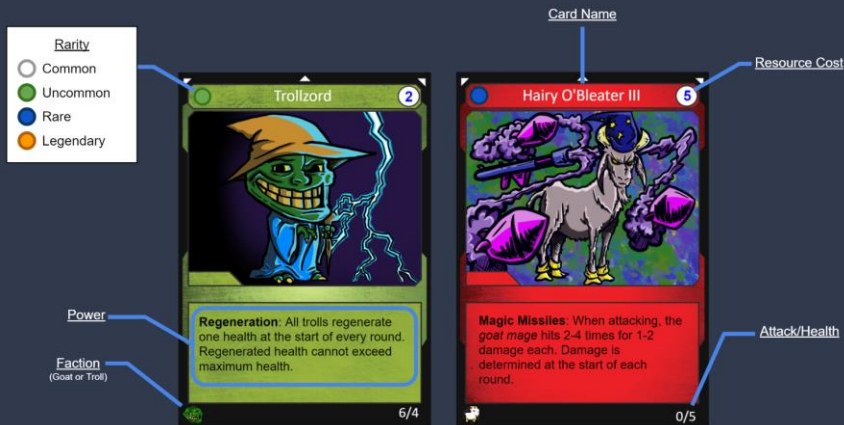 Card Name
Rarity
Common
Uncommon
Rare
Legendary
Resource Cost
Trollzord
2
Hairy O'Bleater III
5
Power
Regeneration: All trolls regenerate
one health at the start of every round.
Regenerated health cannot exceed
maximum health.
Magic Missiles: When attacking, the
goat mage hits 2-4 times for 1-2
damage each. Damage is
determined at the start of each
round.
Attack/Health
Faction
(Goat or Troll)
6/4
0/5